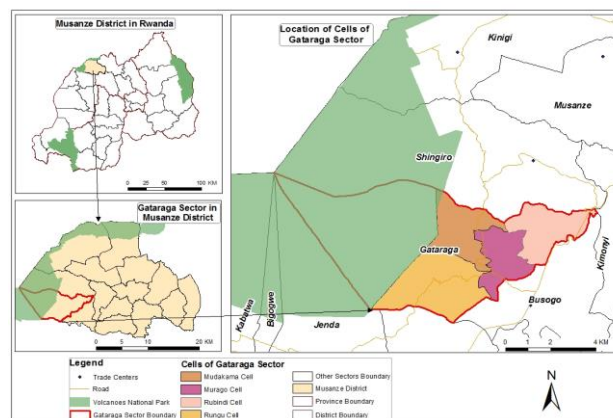 Musanze District in Rwanda
0 50 100 KM
Gataraga Sector in
Musanze District
0 10 20 KM
Location of Cells of
Gataraga Sector
Kinigi
Musanze
Shingiro
Gataraga
Kimonyi
Busogo
Kabatwa
Bigogwe
Jenda
0 2 4 KM
Legend
Trade Centers
Road
Volcanoes National Park
Gataraga Sector Boundary
Cells of Gataraga Sector
Mudakama Cell
Murago Cell
Rubindi Cell
Rungu Cell
Other Sectors Boundary
Musanze District
Province Boundary
District Boundary
N